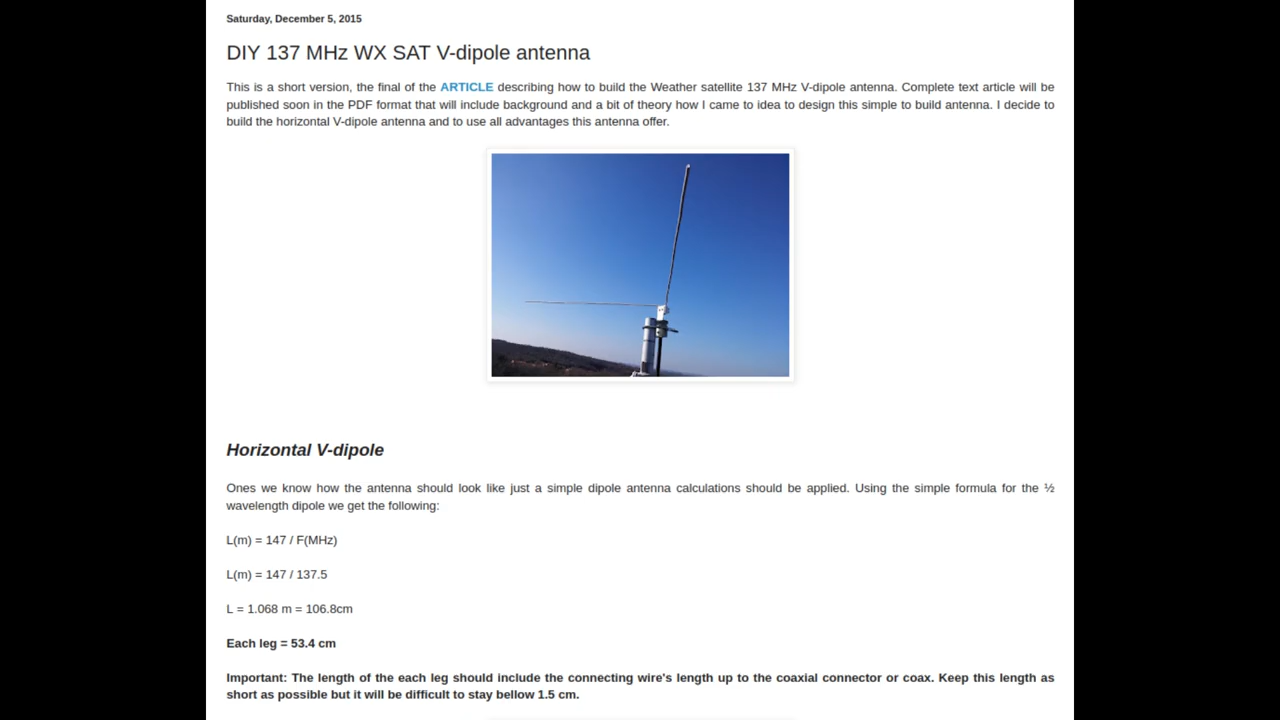 Saturday, December 5, 2015
DIY 137 MHz WX SAT V-dipole antenna
This is a short version, the final of the ARTICLE describing how to build the Weather satellite 137 MHz V-dipole antenna. Complete text article will be
published soon in the PDF format that will include background and a bit of theory how I came to idea to design this simple to build antenna. I decide to
build the horizontal V-dipole antenna and to use all advantages this antenna offer.
Horizontal V-dipole
Ones we know how the antenna should look like just a simple dipole antenna calculations should be applied. Using the simple formula for the ½
wavelength dipole we get the following:
L(m) = 147 / F(MHz)
L(m) = 147 / 137.5
L = 1.068 m = 106.8cm
Each leg = 53.4 cm
Important: The length of the each leg should include the connecting wire's length up to the coaxial connector or coax. Keep this length as
short as possible but it will be difficult to stay bellow 1.5 cm.